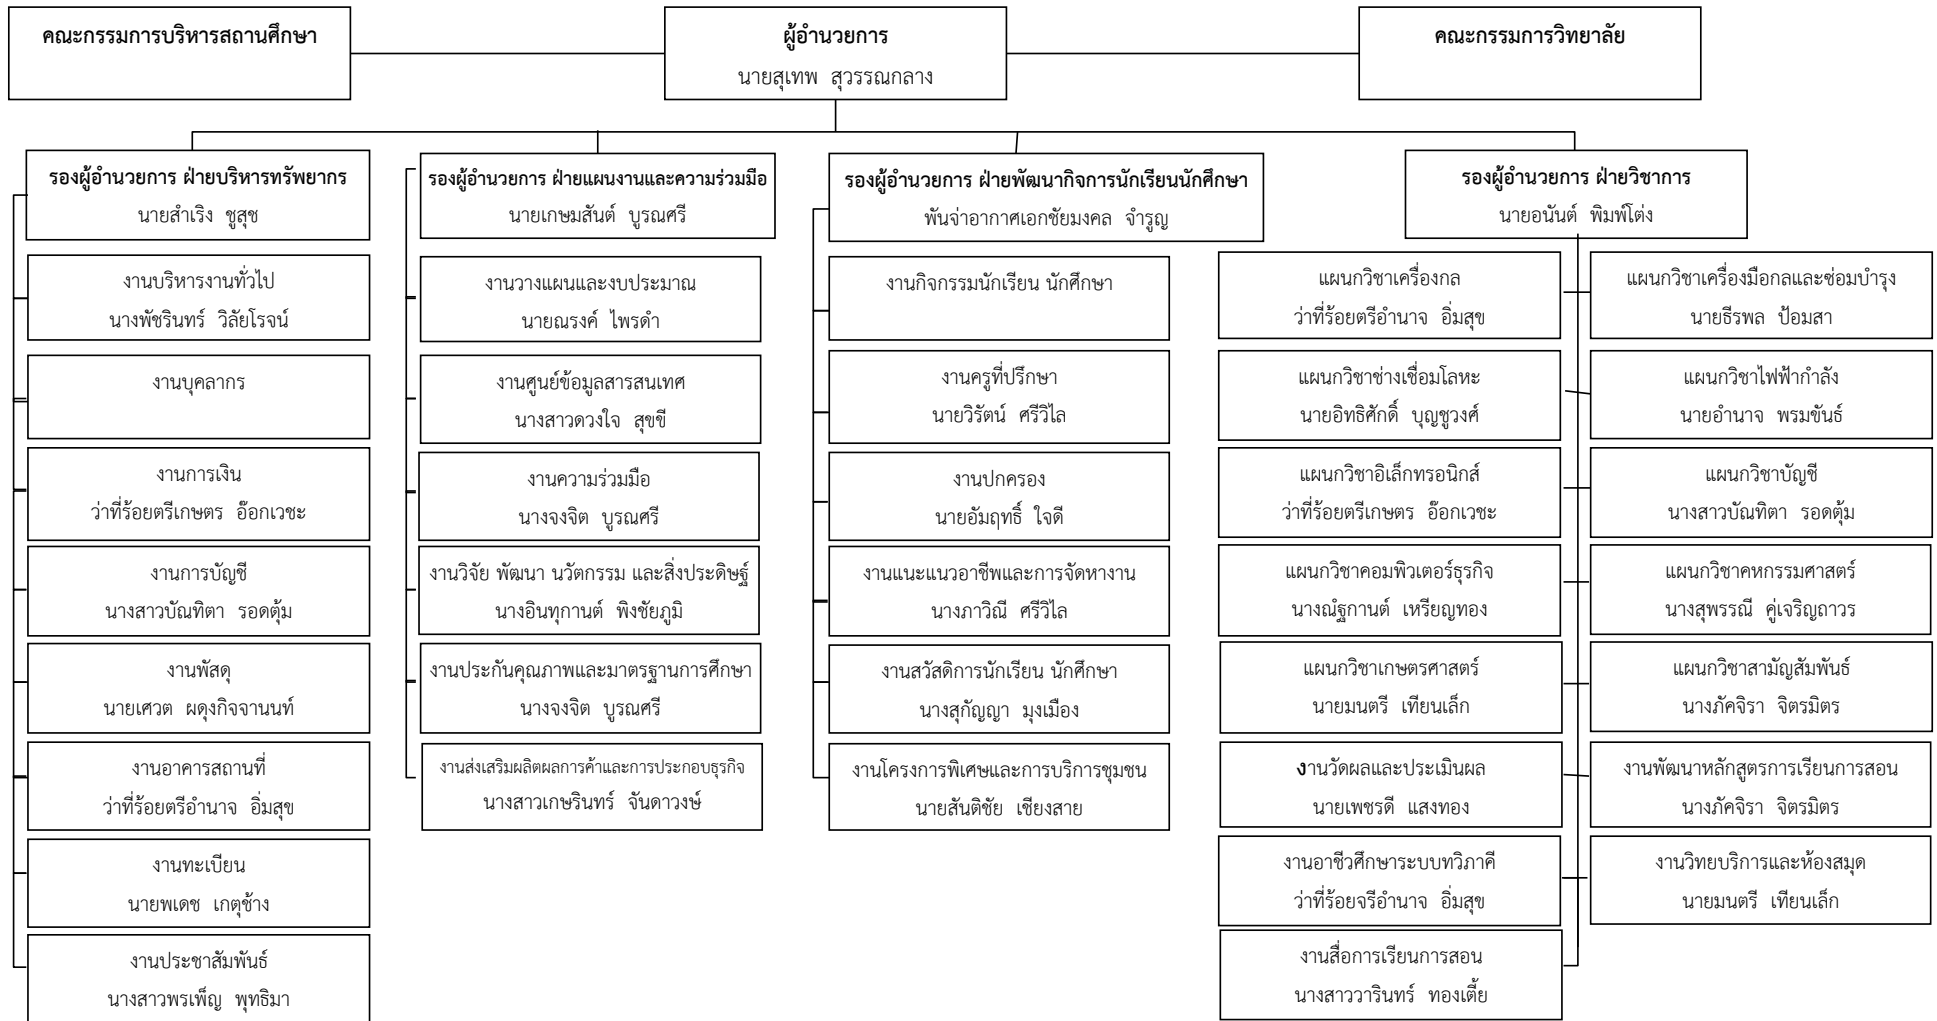 คณะกรรมการบริหารสถานศึกษา
ผู้อำนวยการ
นายสุเทพ สุวรรณกลาง
คณะกรรมการวิทยาลัย
รองผู้อำนวยการ ฝ่ายบริหารทรัพยากร
นายสำเริง ชูสุช
งานบริหารงานทั่วไป
นางพัชรินทร์ วิลัยโรจน์
งานบุคลากร
งานการเงิน
ว่าที่ร้อยตรีเกษตร อ๊อกเวชะ
งานการบัญชี
นางสาวบัณทิตา รอดตุ้ม
งานพัสดุ
นายเศวต ผดุงกิจจานนท์
งานอาคารสถานที่
ว่าที่ร้อยตรีอำนาจ อิ่มสุข
งานทะเบียน
นายพเดช เกตุช้าง
งานประชาสัมพันธ์
นางสาวพรเพ็ญ พุทธิมา
รองผู้อำนวยการ ฝ่ายแผนงานและความร่วมมือ
นายเกษมสันต์ บูรณศรี
งานวางแผนและงบประมาณ
นายณรงค์ ไพรดำ
งานศูนย์ข้อมูลสารสนเทศ
นางสาวดวงใจ สุขขี
งานความร่วมมือ
นางจงจิต บูรณศรี
งานวิจัย พัฒนา นวัตกรรม และสิ่งประดิษฐ์
นางอินทุกานต์ พิงชัยภูมิ
งานประกันคุณภาพและมาตรฐานการศึกษา
นางจงจิต บูรณศรี
งานส่งเสริมผลิตผลการค้าและการประกอบธุรกิจ
นางสาวเกษรินทร์ จันดาวงษ์
รองผู้อำนวยการ ฝ่ายพัฒนากิจการนักเรียนนักศึกษา
พันจ่าอากาศเอกชัยมงคล จำรูญ
งานกิจกรรมนักเรียน นักศึกษา
งานครูที่ปรึกษา
นายวิรัตน์ ศรีวิไล
งานปกครอง
นายอัมฤทธิ์ ใจดี
งานแนะแนวอาชีพและการจัดหางาน
นางภาวิณี ศรีวิไล
งานสวัสดิการนักเรียน นักศึกษา
นางสุกัญญา มุงเมือง
งานโครงการพิเศษและการบริการชุมชน
นายสันติชัย เชียงสาย
รองผู้อำนวยการ ฝ่ายวิชาการ
นายอนันต์ พิมพ์โต่ง
แผนกวิชาเครื่องกล
ว่าที่ร้อยตรีอำนาจ อิ่มสุข
แผนกวิชาเครื่องมือกลและซ่อมบำรุง
นายธีรพล ป้อมสา
แผนกวิชาช่างเชื่อมโลหะ
นายอิทธิศักดิ์ บุญชูวงศ์
แผนกวิชาไฟฟ้ากำลัง
นายอำนาจ พรมขันธ์
แผนกวิชาอิเล็กทรอนิกส์
ว่าที่ร้อยตรีเกษตร อ๊อกเวชะ
แผนกวิชาบัญชี
นางสาวบัณทิตา รอดตุ้ม
แผนกวิชาคอมพิวเตอร์ธุรกิจ
นางณัฐกานต์ เหรียญทอง
แผนกวิชาคหกรรมศาสตร์
นางสุพรรณี คู่เจริญถาวร
แผนกวิชาเกษตรศาสตร์
นายมนตรี เทียนเล็ก
แผนกวิชาสามัญสัมพันธ์
นางภัคจิรา จิตรมิตร
งานวัดผลและประเมินผล
นายเพชรดี แสงทอง
งานพัฒนาหลักสูตรการเรียนการสอน
นางภัคจิรา จิตรมิตร
งานอาชีวศึกษาระบบทวิภาคี
ว่าที่ร้อยจรีอำนาจ อิ่มสุข
งานวิทยบริการและห้องสมุด
นายมนตรี เทียนเล็ก
งานสื่อการเรียนการสอน
นางสาววารินทร์ ทองเตี้ย